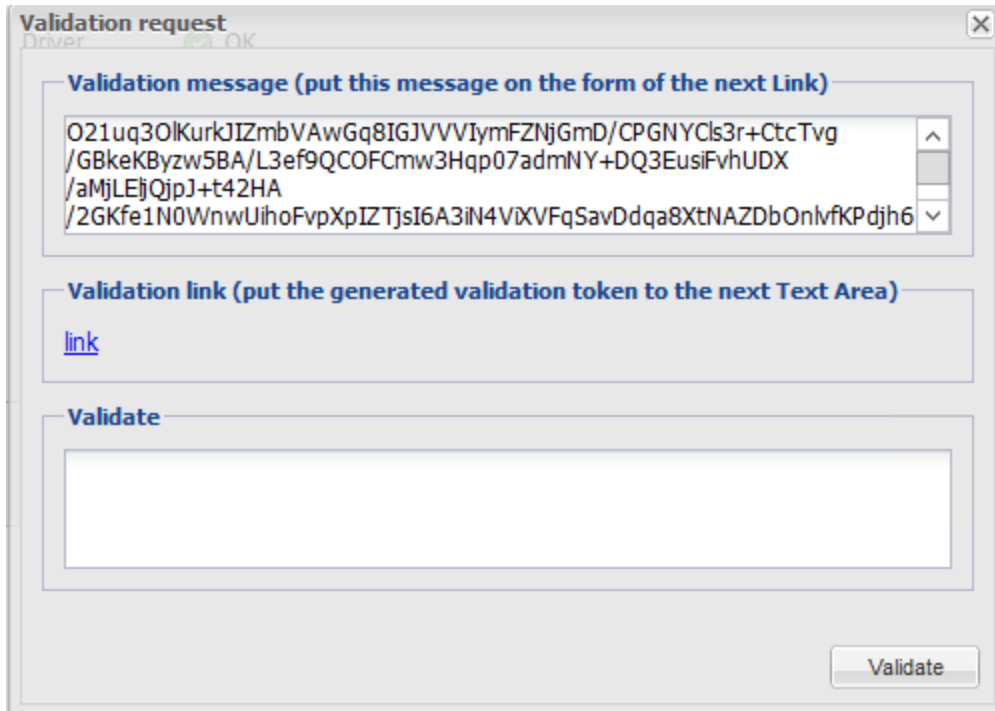 Validation request
Driver OK
Validation message (put this message on the form of the next Link)
O21uq3OlKurkJIZmbVAwGq8IGJVVVIymFZNjGmD/CPGNYCls3r+CtcTvg
/GBkeKByzw5BA/L3ef9QCOFCmw3Hqp07admNY+DQ3EusiFvhUDX
/aMjLEljQjpJ+t42HA
/2GKfe1N0WnwUihoFvpXpIZTjsI6A3iN4ViXVFqSavDdqa8XtNAZDbOnlvfKPdjh6
Validation link (put the generated validation token to the next Text Area)
link
Validate
Validate